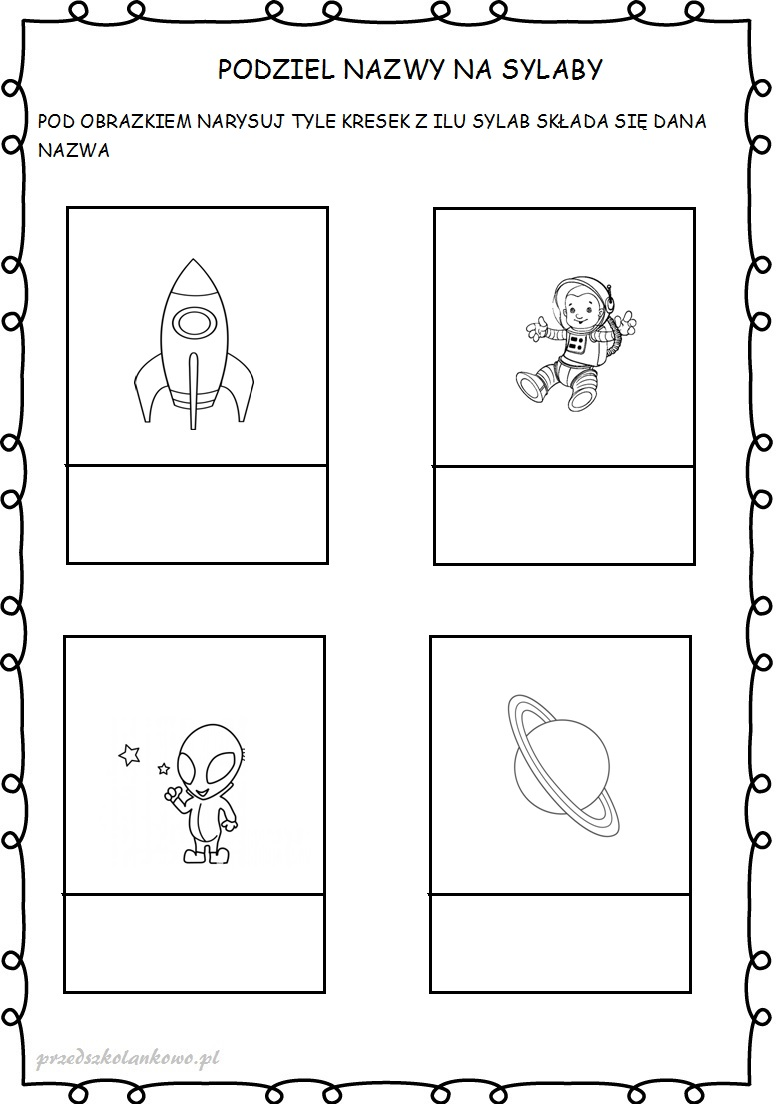 PODZIEL NAZWY NA SYLABY
POD OBRAZKIEM NARYSUJ TYLE KRESEK Z ILU SYLAB SKŁADA SIĘ DANA
NAZWA
przedszkolankowo.pl